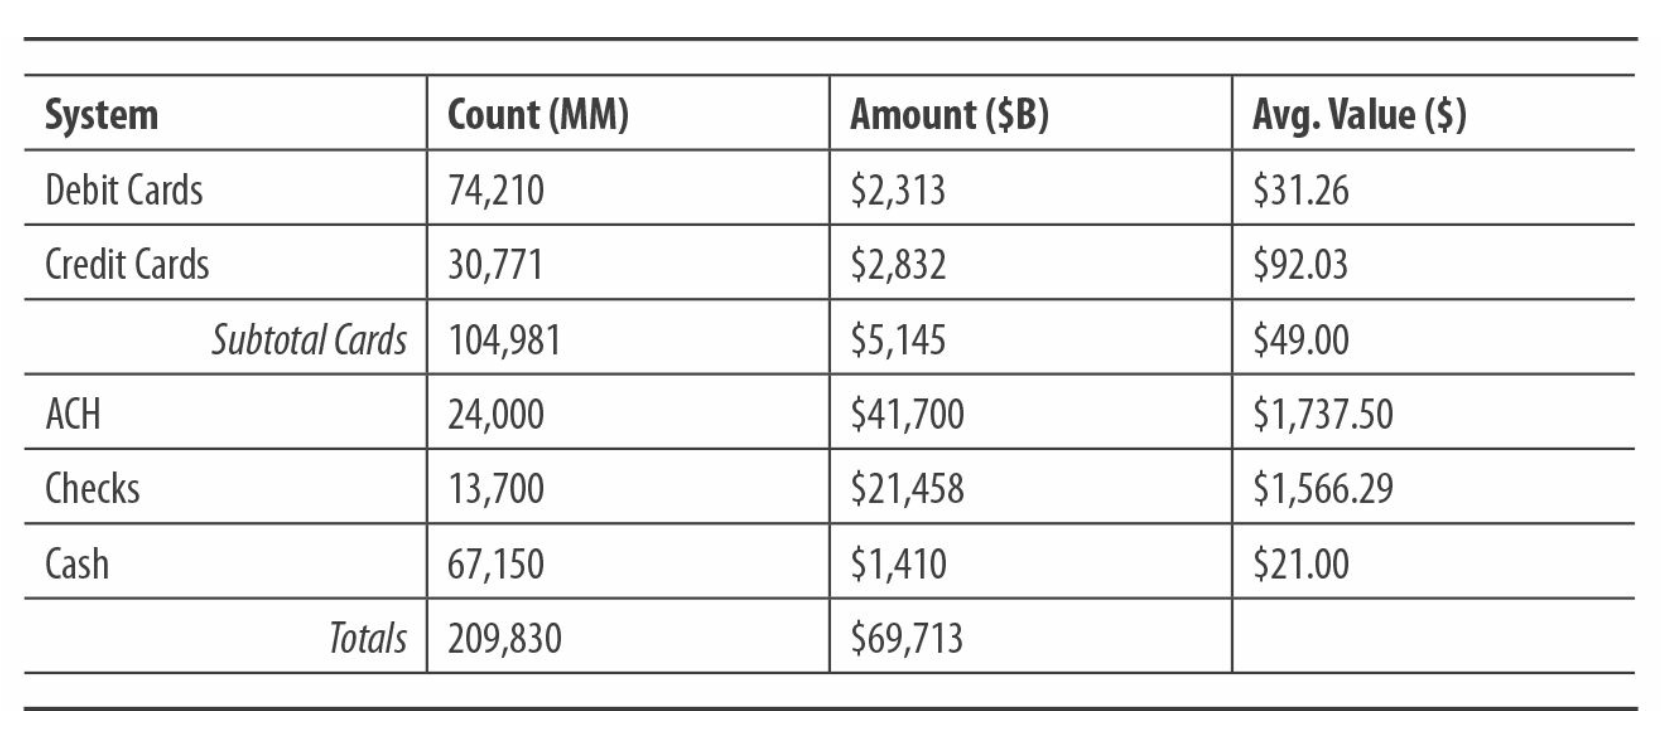 System Count (MM) Amount ($B) Avg. Value ($)
Debit Cards 74,210 $2,313 $31.26
Credit Cards 30,771 $2,832 $92.03
Subtotal Cards 104,981 $5,145 $49.00
ACH 24,000 $41,700 $1,737.50
Checks 13,700 $21,458 $1,566.29
Cash 67,150 $1,410 $21.00
Totals 209,830 $69,713